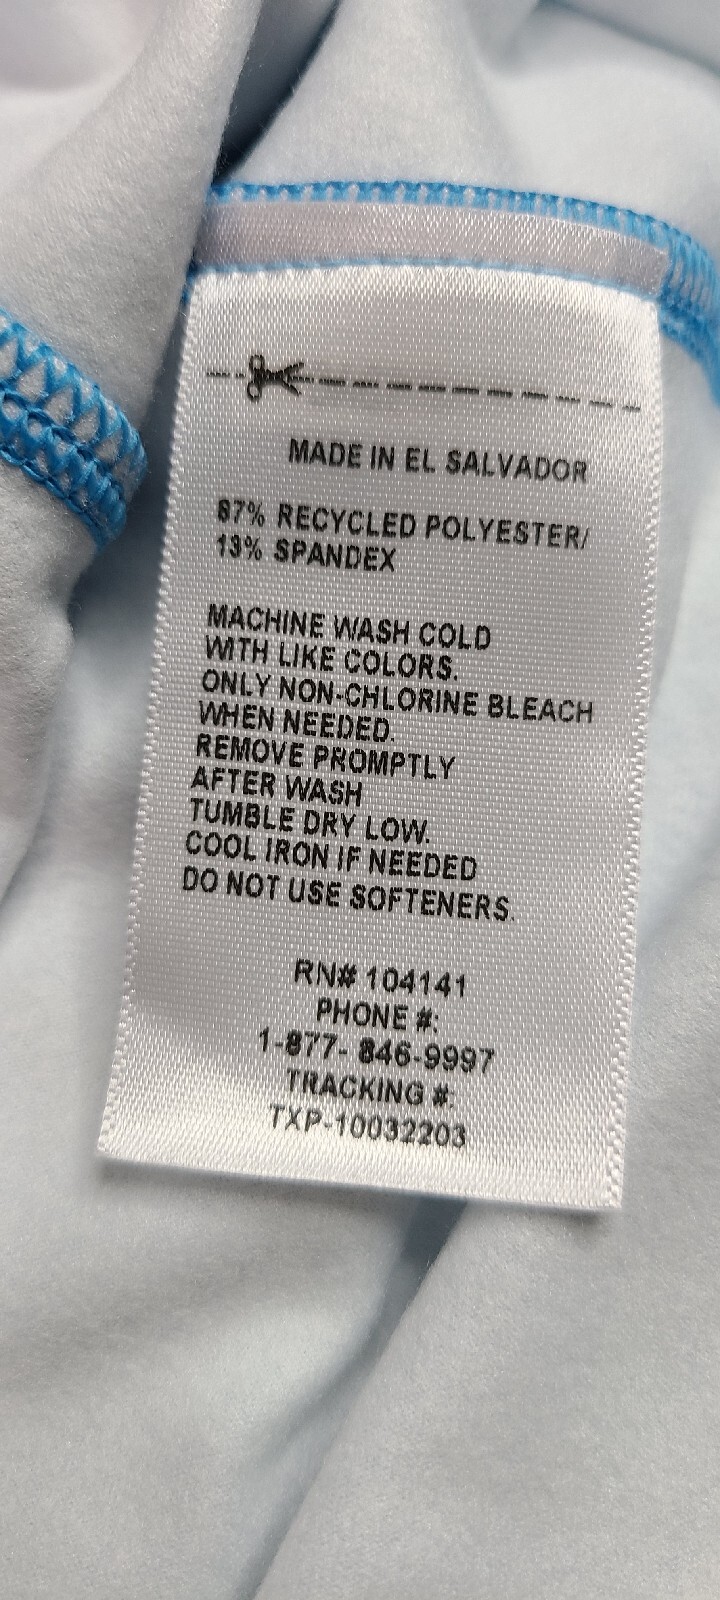 MADE IN EL SALVADOR
87% RECYCLED POLYESTER/
13% SPANDEX
MACHINE WASH COLD
WITH LIKE COLORS.
ONLY NON-CHLORINE BLEACH
WHEN NEEDED.
REMOVE PROMPTLY
AFTER WASH
TUMBLE DRY LOW.
COOL IRON IF NEEDED
DO NOT USE SOFTENERS.
RN# 104141
PHONE #:
1-877- 846-9997
TRACKING #:
TXP-10032203